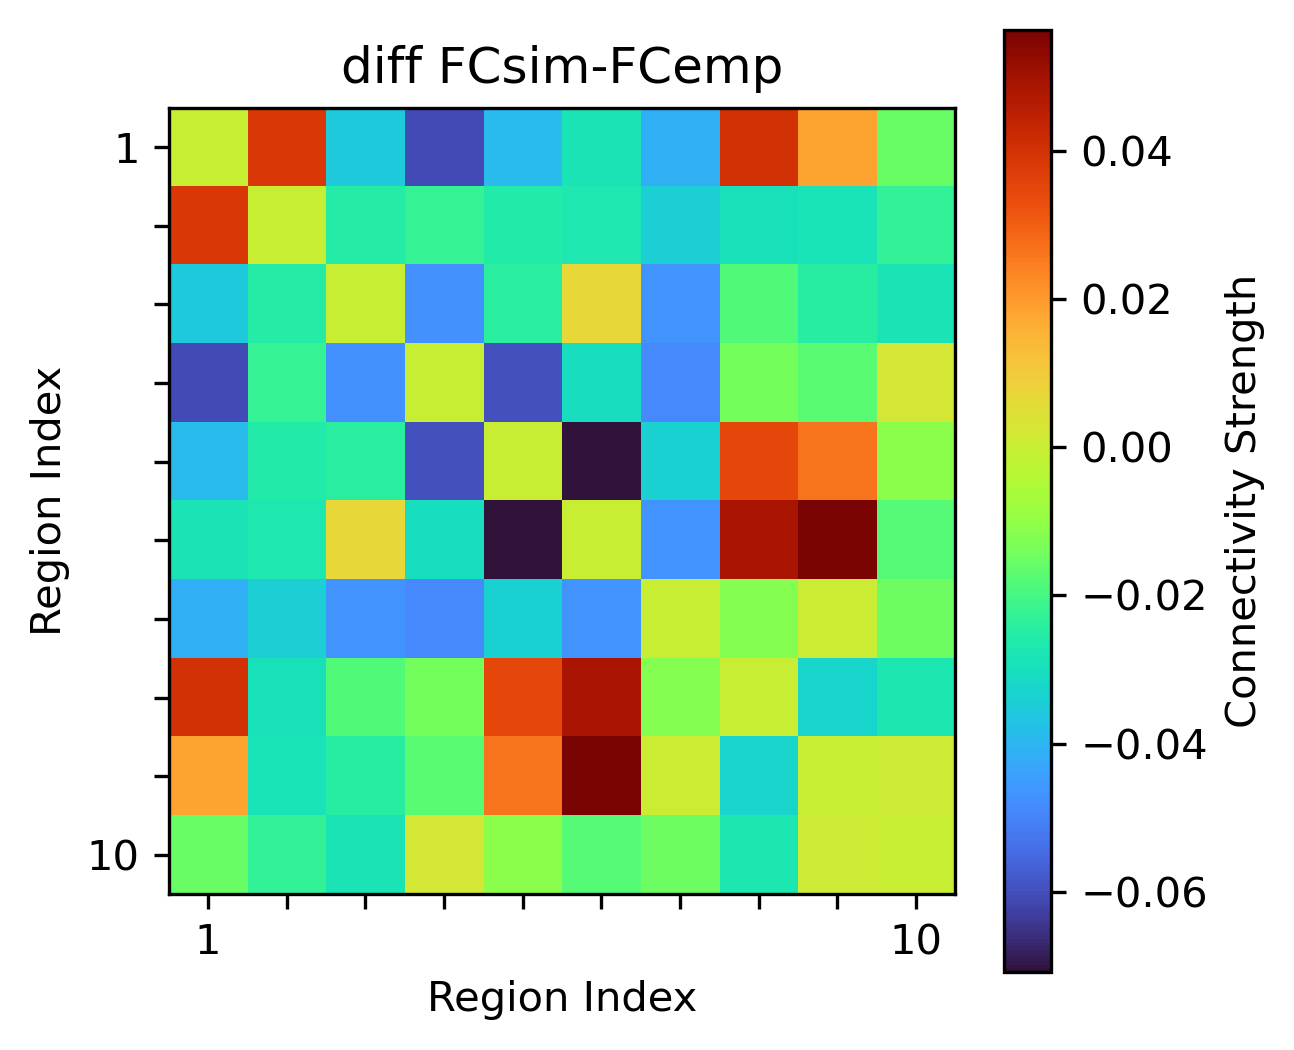 diff FCsim-FCemp
1
10
Region Index
1
10
Region Index
0.04
0.02
0.00
−0.02
−0.04
−0.06
Connectivity Strength